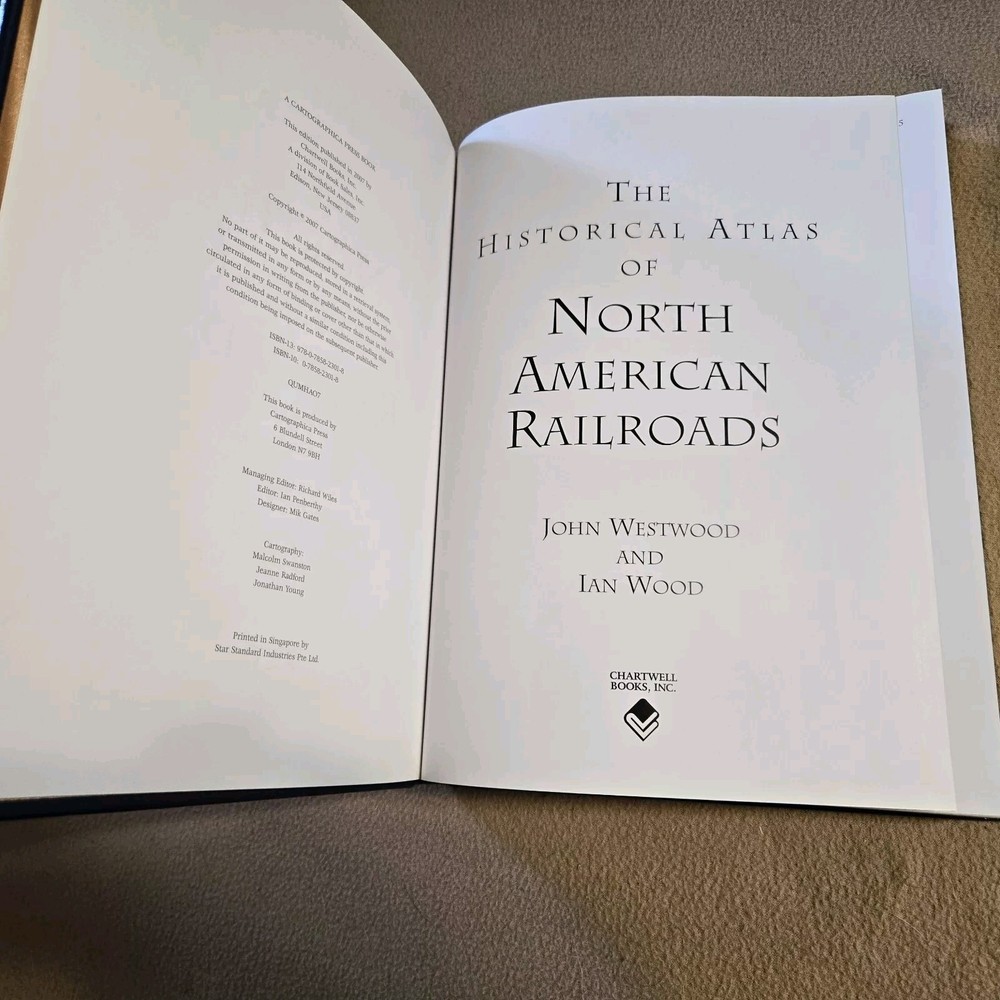 A CARTOGRAPHICA PRESS BOOK
This edition published in 2007 by
Chartwell Books, Inc.
A division of Book Sales, Inc.
114 Northfield Avenue
Edison, New Jersey 08837
USA
Copyright © 2007 Cartographica Press
All rights reserved.
This book is protected by copyright.
No part of it may be reproduced, stored in a retrieval system,
or transmitted in any form or by any means, without the prior
permission in writing from the publisher, nor be otherwise
circulated in any form of binding or cover other than that in which
it is published and without a similar condition including this
condition being imposed on the subsequent publisher.
ISBN-13: 978-0-7858-2301-8
ISBN-10: 0-7858-2301-8
QUMHAO7
This book is produced by
Cartographica Press
6 Blundell Street
London N7 9BH
Managing Editor: Richard Wiles
Editor: Ian Penberthy
Designer: Mik Gates
Cartography:
Malcolm Swanston
Jeanne Radford
Jonathan Young
Printed in Singapore by
Star Standard Industries Pte Ltd.
THE
HISTORICAL ATLAS
OF
NORTH
AMERICAN
RAILROADS
JOHN WESTWOOD
AND
IAN WOOD
CHARTWELL
BOOKS, INC.
5